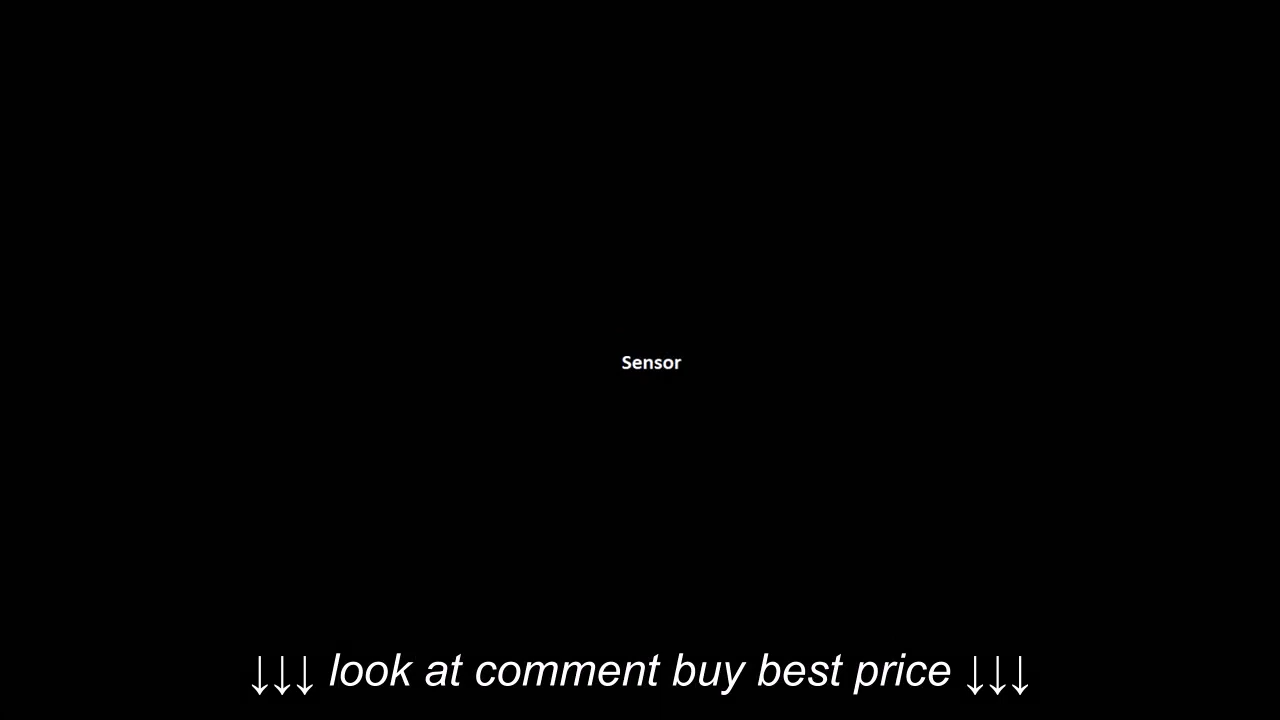 Sensor
↓↓↓ look at comment buy best price ↓↓↓